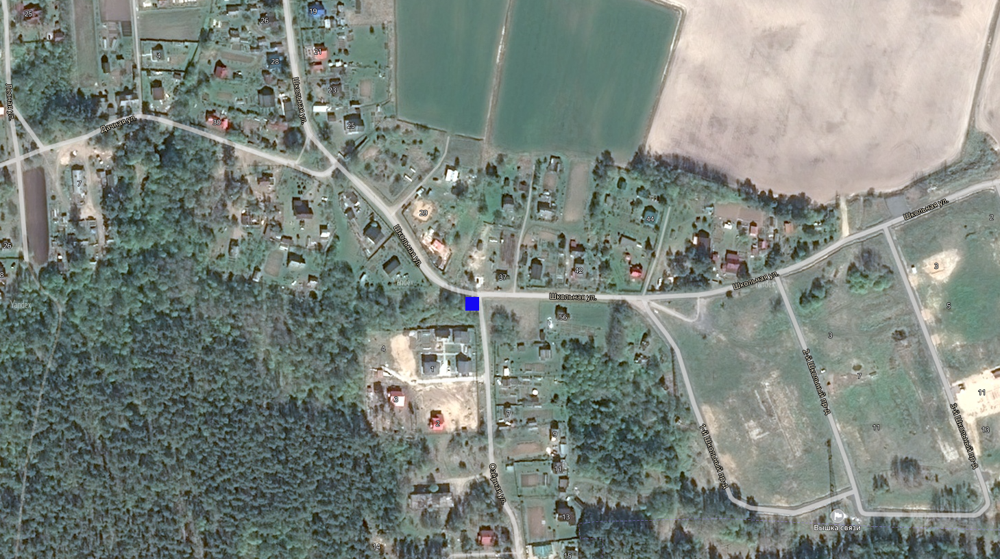 25
19
26
21
4
28
Школьная ул.
Лесная ул.
23
Дачная ул.
30
25
7
29
44
Школьная ул.
2
26
Школьная ул.
3
8
Yandex
37
42
Школьная ул.
Yandex
Школьная ул.
Yandex
5
56
3
4
1
2-й Школьный пр-д
7
11
3
7
2
3-й Школьный пр-д
11
13
9
1-й Школьный пр-д
11
Озёрная ул.
13
Вышка связи
14
15